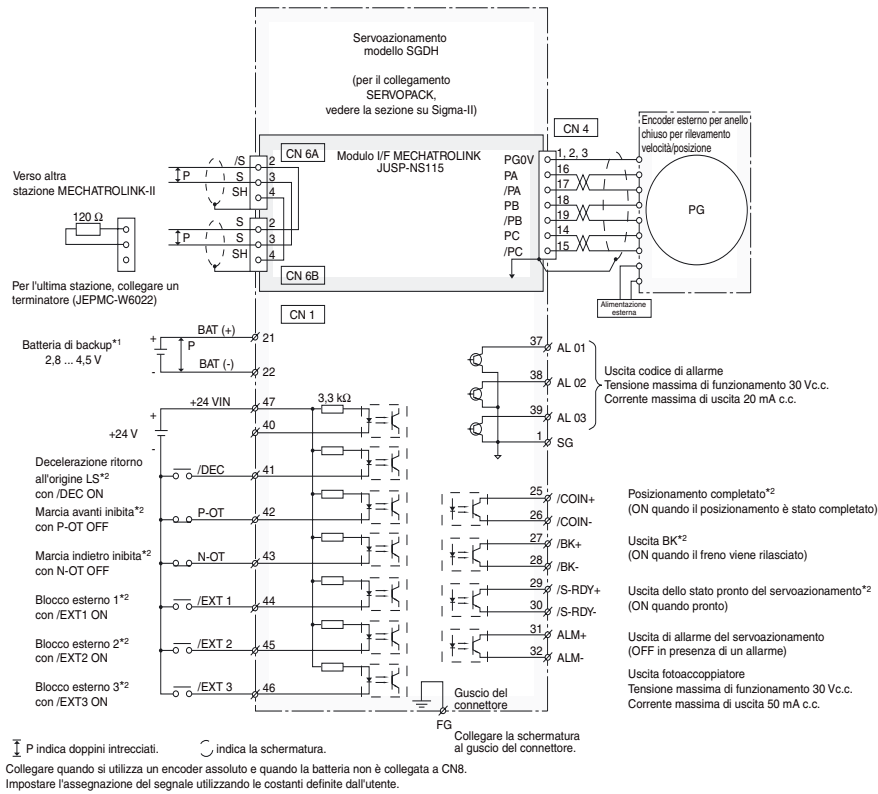 Servoazionamento
modello SGDH
(per il collegamento
SERVOPACK,
vedere la sezione su Sigma-II)
CN 4
Encoder esterno per anello
chiuso per rilevamento
velocità/posizione
CN 6A
Modulo I/F MECHATROLINK
JUSP-NS115
PG0V 1, 2, 3
PA 16
/PA 17
PB 18
/PB 19
PC 14
/PC 15
PG
Alimentazione
esterna
Verso altra
stazione MECHATROLINK-II
P
/S 2
S 3
SH 4
120 Ω
P
S 2
S 3
SH 4
CN 6B
Per l'ultima stazione, collegare un
terminatore (JEPMC-W6022)
CN 1
Batteria di backup*1
2,8 ... 4,5 V
+
-
P
BAT (+) 21
BAT (-) 22
37 AL 01
38 AL 02
39 AL 03
1 SG
Uscita codice di allarme
Tensione massima di funzionamento 30 Vc.c.
Corrente massima di uscita 20 mA c.c.
+24 VIN 47
3,3 kΩ
+
+24 V
-
40
Decelerazione ritorno
all'origine LS*2
con /DEC ON
/DEC 41
Marcia avanti inibita*2
con P-OT OFF
P-OT 42
Marcia indietro inibita*2
con N-OT OFF
N-OT 43
Blocco esterno 1*2
con /EXT1 ON
/EXT 1 44
Blocco esterno 2*2
con /EXT2 ON
/EXT 2 45
Blocco esterno 3*2
con /EXT3 ON
/EXT 3 46
25 /COIN+
26 /COIN-
Posizionamento completato*2
(ON quando il posizionamento è stato completato)
27 /BK+
28 /BK-
Uscita BK*2
(ON quando il freno viene rilasciato)
29 /S-RDY+
30 /S-RDY-
Uscita dello stato pronto del servoazionamento*2
(ON quando pronto)
31 ALM+
32 ALM-
Uscita di allarme del servoazionamento
(OFF in presenza di un allarme)
Uscita fotoaccoppiatore
Tensione massima di funzionamento 30 Vc.c.
Corrente massima di uscita 50 mA c.c.
Guscio del
connettore
FG
Collegare la schermatura
al guscio del connettore.
P indica doppini intrecciati.
indica la schermatura.
Collegare quando si utilizza un encoder assoluto e quando la batteria non è collegata a CN8.
Impostare l'assegnazione del segnale utilizzando le costanti definite dall'utente.